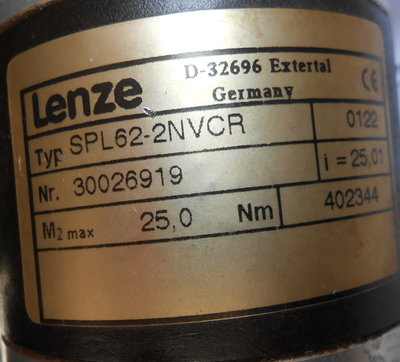 Lenze D-32696 Extertal
Germany CE
Typ SPL62-2NVCR 0122
Nr. 30026919 i = 25,01
M2 max 25,0 Nm 402344